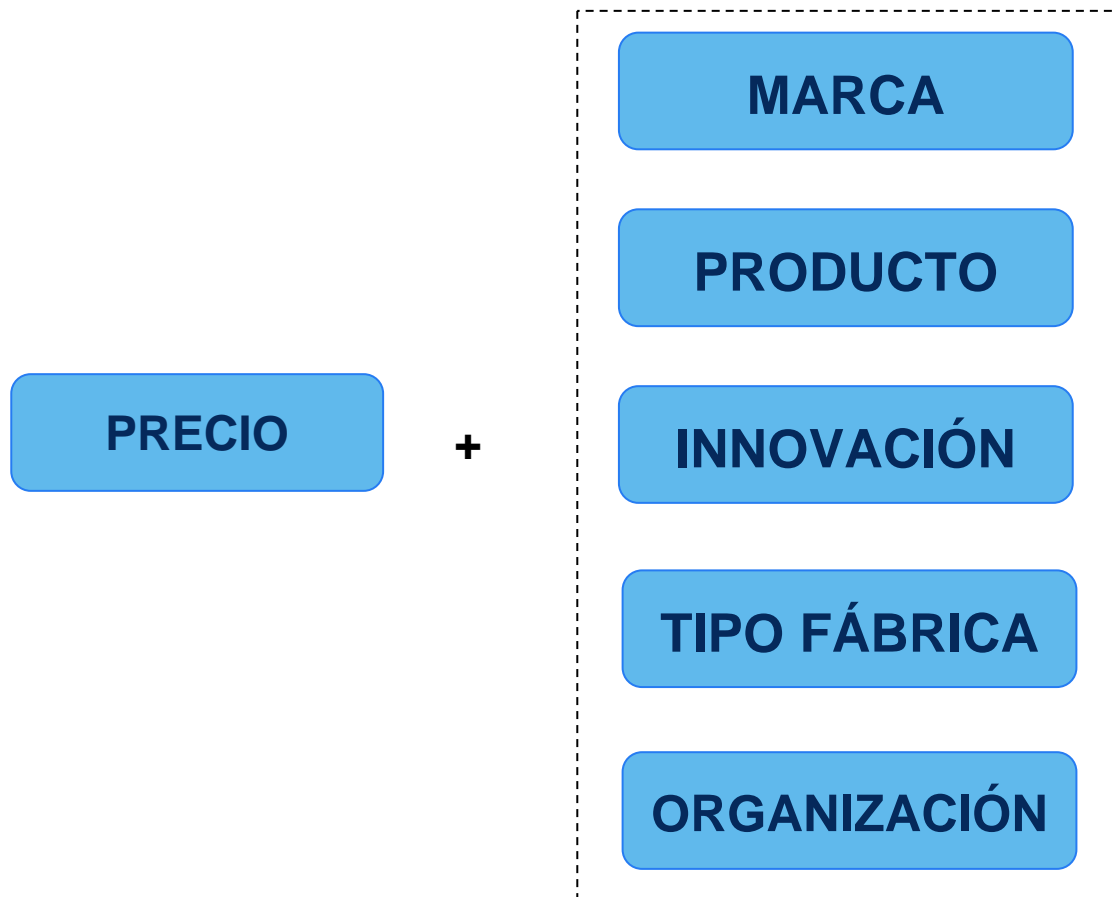 MARCA
PRODUCTO
PRECIO
+
INNOVACIÓN
TIPO FÁBRICA
ORGANIZACIÓN